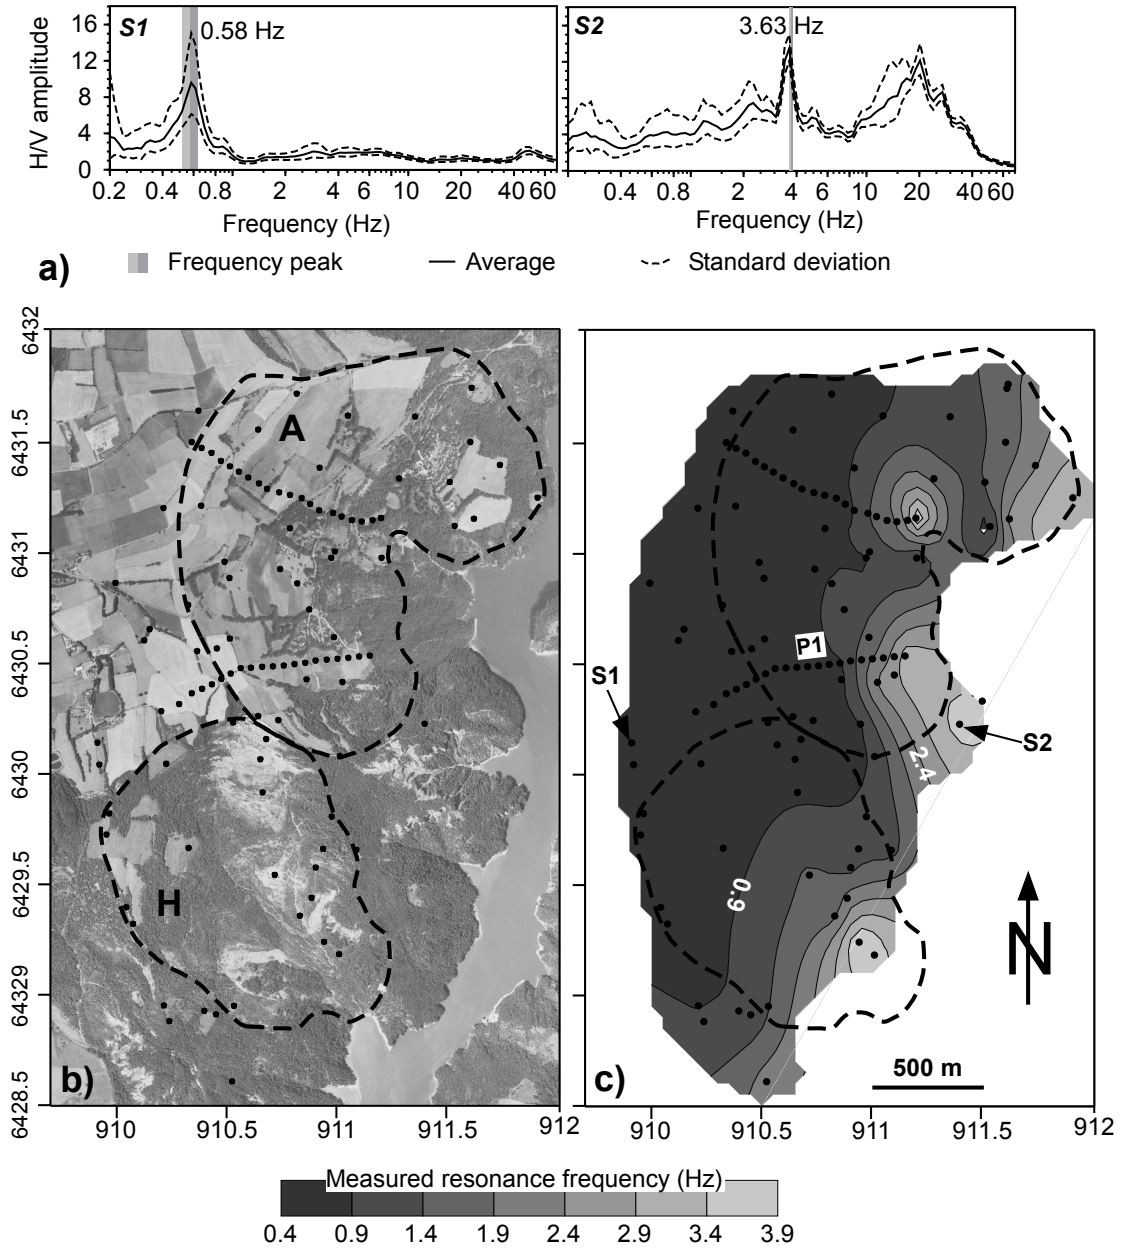 S1
0.58 Hz
S2
3.63 Hz
H/V amplitude
16
12
8
4
0
0.2 0.4 0.8 2 4 6 10 20 40 60
0.4 0.8 2 4 6 10 20 40 60
Frequency (Hz)
Frequency (Hz)
a)
Frequency peak
Average
Standard deviation
6432
6431.5
6431
6430.5
6430
6429.5
64329
6428.5
A
H
b)
910 910.5 911 911.5 912
P1
S1
S2
2.4
0.9
N
500 m
c)
910 910.5 911 911.5 912
Measured resonance frequency (Hz)
0.4 0.9 1.4 1.9 2.4 2.9 3.4 3.9